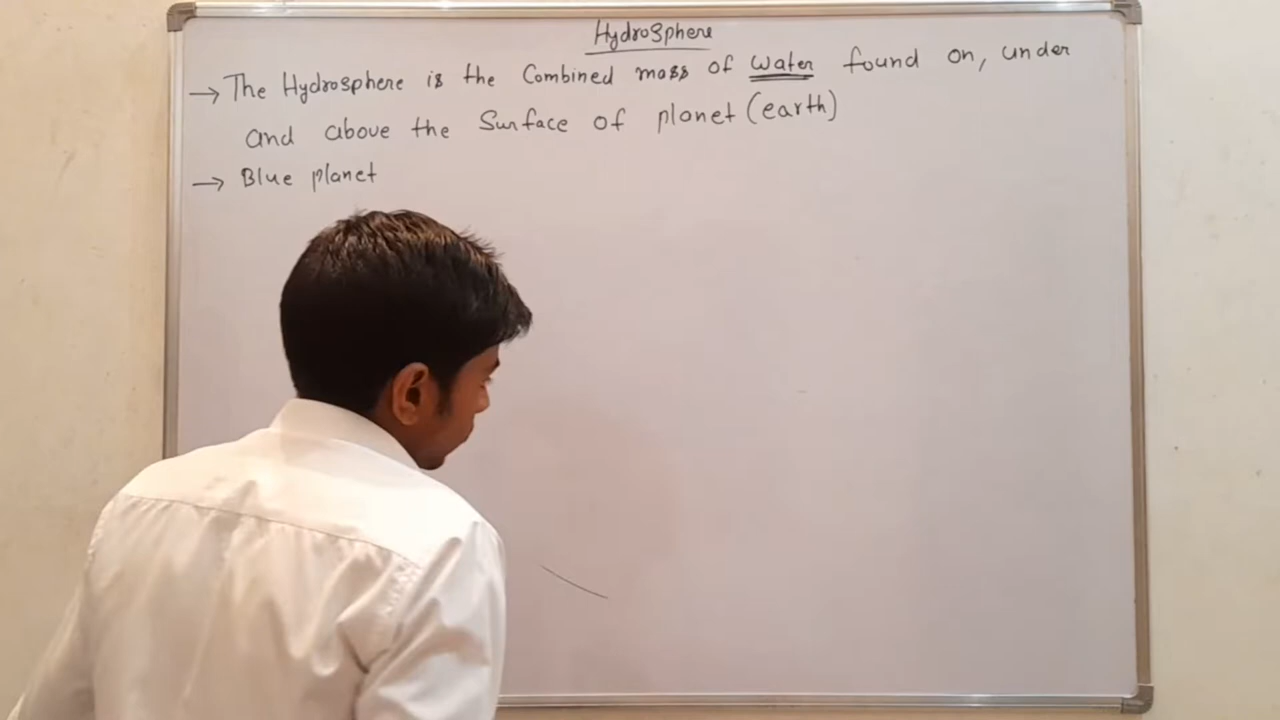 Hydrosphere
→ The Hydrosphere is the Combined mass of water found on, under
and above the Surface of planet (earth)
→ Blue planet